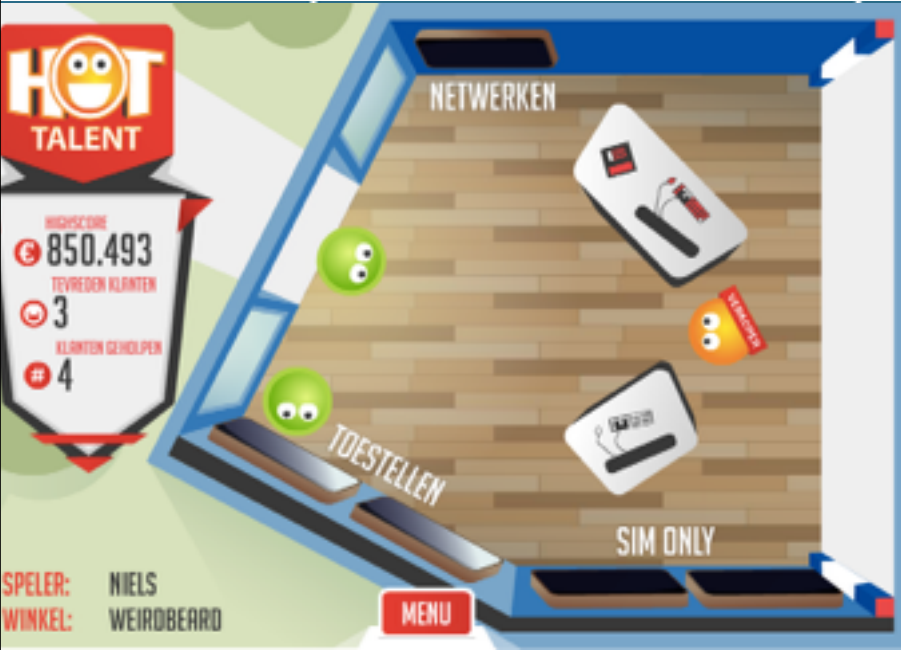 HOT
TALENT
HIGHSCORE
€ 850.493
TEVREDEN KLANTEN
3
KLANTEN GEHOLPEN
# 4
NETWERKEN
VERKOPER
TOESTELLEN
SIM ONLY
SPELER: NIELS
WINKEL: WEIRDBEARD
MENU